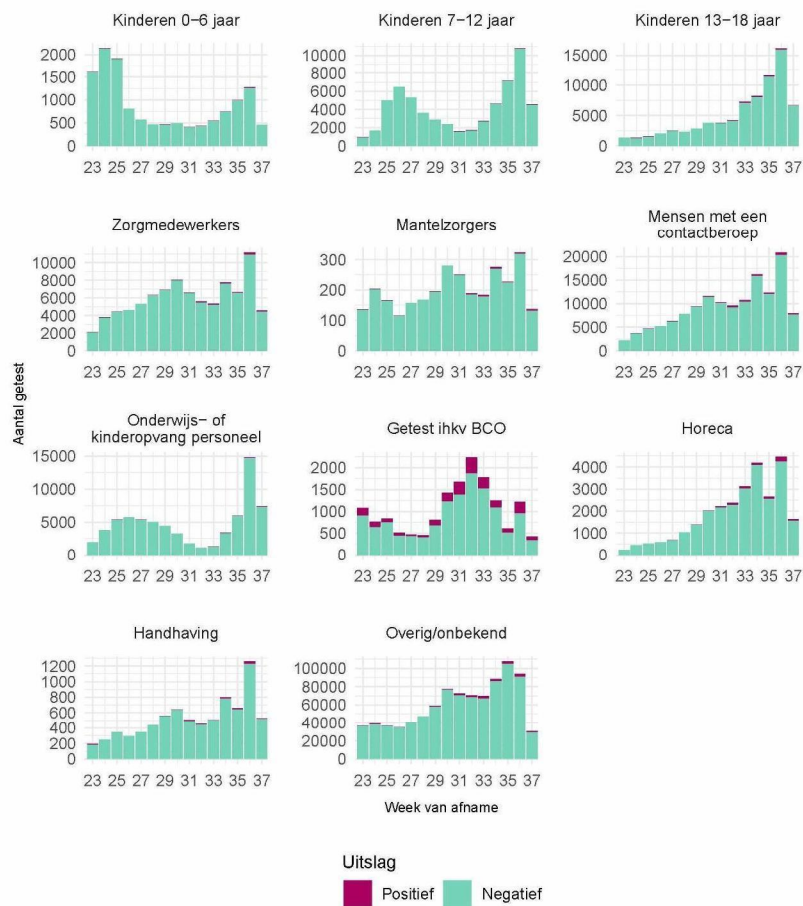 Kinderen 0–6 jaar
Kinderen 7–12 jaar
Kinderen 13–18 jaar
2000
1500
1000
500
0
23 25 27 29 31 33 35 37
10000
8000
6000
4000
2000
0
23 25 27 29 31 33 35 37
15000
10000
5000
0
23 25 27 29 31 33 35 37
Zorgmedewerkers
Mantelzorgers
Mensen met een
contactberoep
10000
8000
6000
4000
2000
0
23 25 27 29 31 33 35 37
300
200
100
0
23 25 27 29 31 33 35 37
20000
15000
10000
5000
0
23 25 27 29 31 33 35 37
Aantal getest
Onderwijs– of
kinderopvang personeel
Getest ihkv BCO
Horeca
15000
10000
5000
0
23 25 27 29 31 33 35 37
2000
1500
1000
500
0
23 25 27 29 31 33 35 37
4000
3000
2000
1000
0
23 25 27 29 31 33 35 37
Handhaving
Overig/onbekend
1200
1000
800
600
400
200
0
23 25 27 29 31 33 35 37
100000
80000
60000
40000
20000
0
23 25 27 29 31 33 35 37
Week van afname
Uitslag
Positief Negatief